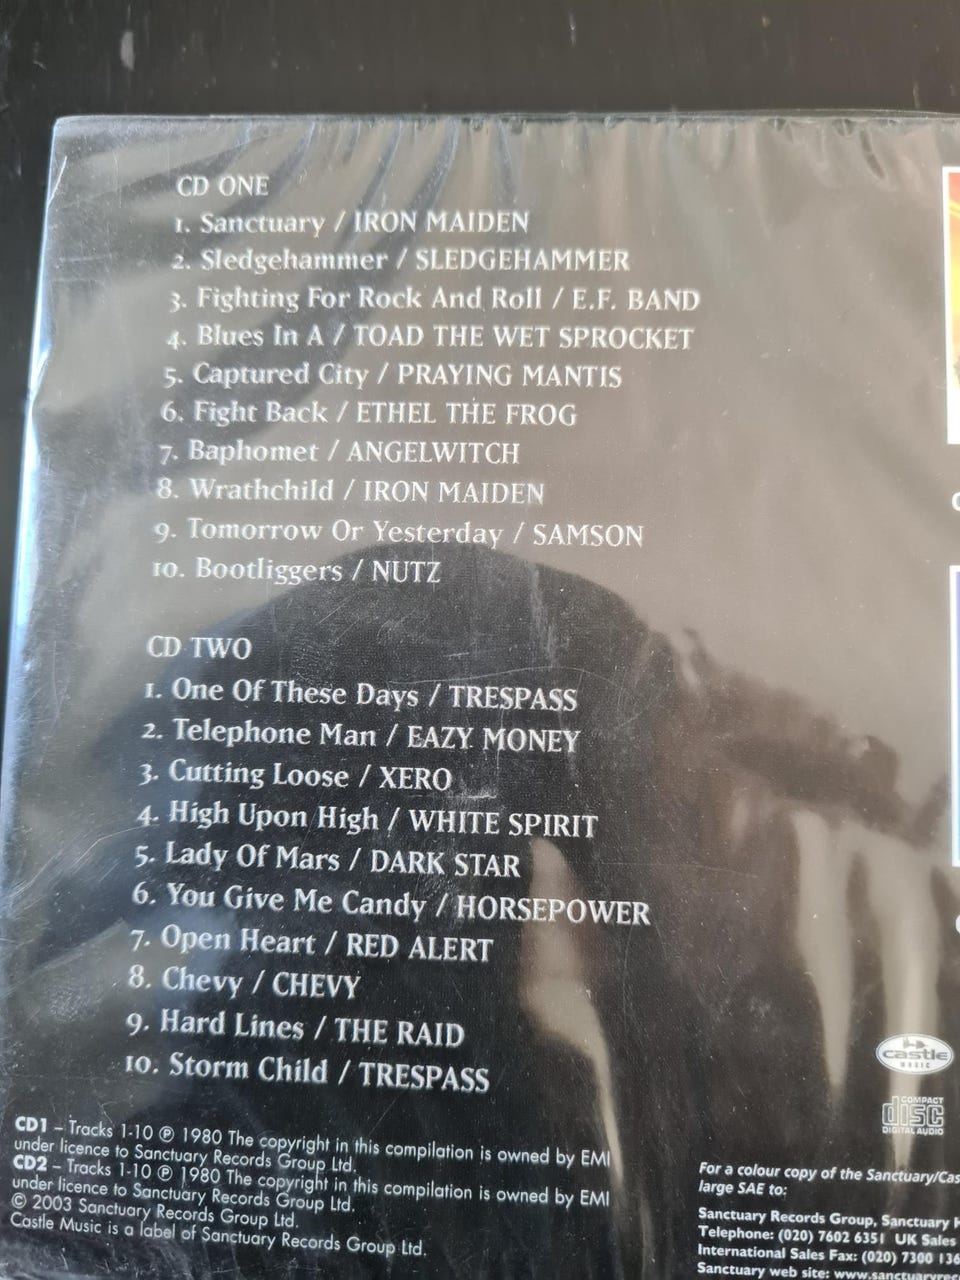 CD ONE
1. Sanctuary / IRON MAIDEN
2. Sledgehammer / SLEDGEHAMMER
3. Fighting For Rock And Roll / E.F. BAND
4. Blues In A / TOAD THE WET SPROCKET
5. Captured City / PRAYING MANTIS
6. Fight Back / ETHEL THE FROG
7. Baphomet / ANGELWITCH
8. Wrathchild / IRON MAIDEN
9. Tomorrow Or Yesterday / SAMSON
10. Bootliggers / NUTZ
CD TWO
1. One Of These Days / TRESPASS
2. Telephone Man / EAZY MONEY
3. Cutting Loose / XERO
4. High Upon High / WHITE SPIRIT
5. Lady Of Mars / DARK STAR
6. You Give Me Candy / HORSEPOWER
7. Open Heart / RED ALERT
8. Chevy / CHEVY
9. Hard Lines / THE RAID
10. Storm Child / TRESPASS
CD1 – Tracks 1-10 ℗ 1980 The copyright in this compilation is owned by EMI
under licence to Sanctuary Records Group Ltd.
CD2 – Tracks 1-10 ℗ 1980 The copyright in this compilation is owned by EMI
under licence to Sanctuary Records Group Ltd.
© 2003 Sanctuary Records Group Ltd.
Castle Music is a label of Sanctuary Records Group Ltd.
castle
MUSIC
COMPACT
disc
DIGITAL AUDIO
For a colour copy of the Sanctuary/Cas
large SAE to:
Sanctuary Records Group, Sanctuary H
Telephone: (020) 7602 6351 UK Sales
International Sales Fax: (020) 7300 136
Sanctuary web site: www.sanctuaryrec